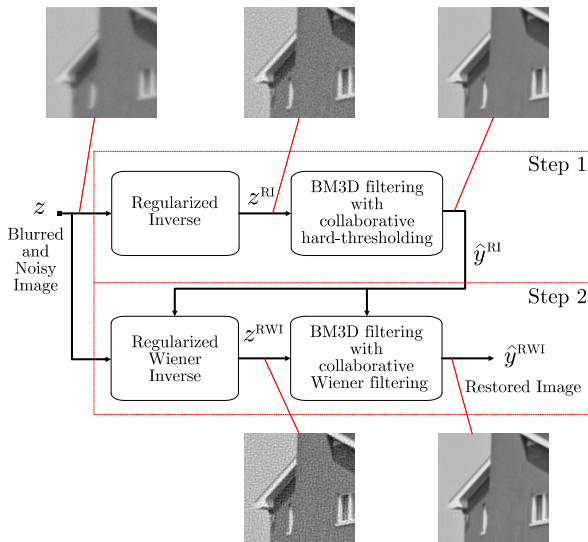 Step 1
z
Blurred
and
Noisy
Image
Regularized
Inverse
z^RI
BM3D filtering
with
collaborative
hard-thresholding
ŷ^RI
Step 2
Regularized
Wiener
Inverse
z^RWI
BM3D filtering
with
collaborative
Wiener filtering
ŷ^RWI
Restored Image